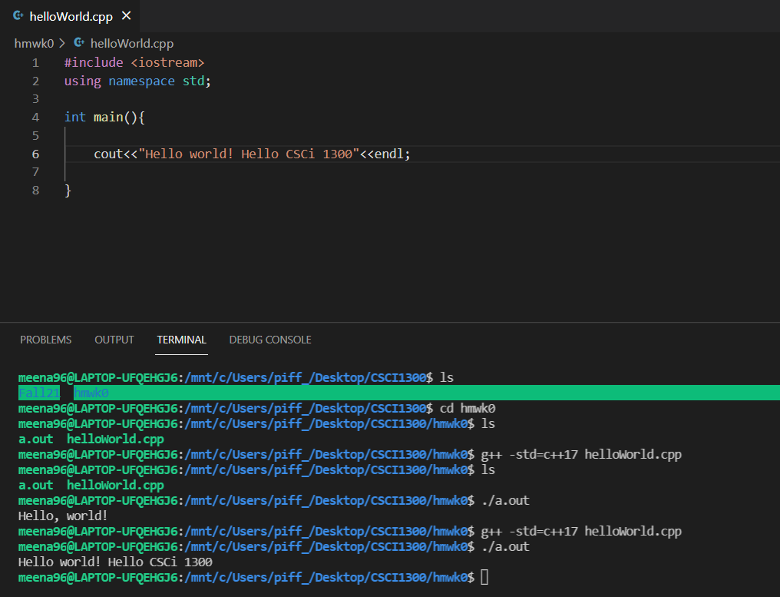 helloWorld.cpp
hmwk0 > helloWorld.cpp
1 #include <iostream>
2 using namespace std;
3
4 int main(){
5
6 cout<<"Hello world! Hello CSCi 1300"<<endl;
7
8 }
PROBLEMS OUTPUT TERMINAL DEBUG CONSOLE
meena96@LAPTOP-UFQEHGJ6:/mnt/c/Users/piff_/Desktop/CSCI1300$ ls
Fall21 hmwk0
meena96@LAPTOP-UFQEHGJ6:/mnt/c/Users/piff_/Desktop/CSCI1300$ cd hmwk0
meena96@LAPTOP-UFQEHGJ6:/mnt/c/Users/piff_/Desktop/CSCI1300/hmwk0$ ls
a.out helloWorld.cpp
meena96@LAPTOP-UFQEHGJ6:/mnt/c/Users/piff_/Desktop/CSCI1300/hmwk0$ g++ -std=c++17 helloWorld.cpp
meena96@LAPTOP-UFQEHGJ6:/mnt/c/Users/piff_/Desktop/CSCI1300/hmwk0$ ls
a.out helloWorld.cpp
meena96@LAPTOP-UFQEHGJ6:/mnt/c/Users/piff_/Desktop/CSCI1300/hmwk0$ ./a.out
Hello, world!
meena96@LAPTOP-UFQEHGJ6:/mnt/c/Users/piff_/Desktop/CSCI1300/hmwk0$ g++ -std=c++17 helloWorld.cpp
meena96@LAPTOP-UFQEHGJ6:/mnt/c/Users/piff_/Desktop/CSCI1300/hmwk0$ ./a.out
Hello world! Hello CSCi 1300
meena96@LAPTOP-UFQEHGJ6:/mnt/c/Users/piff_/Desktop/CSCI1300/hmwk0$